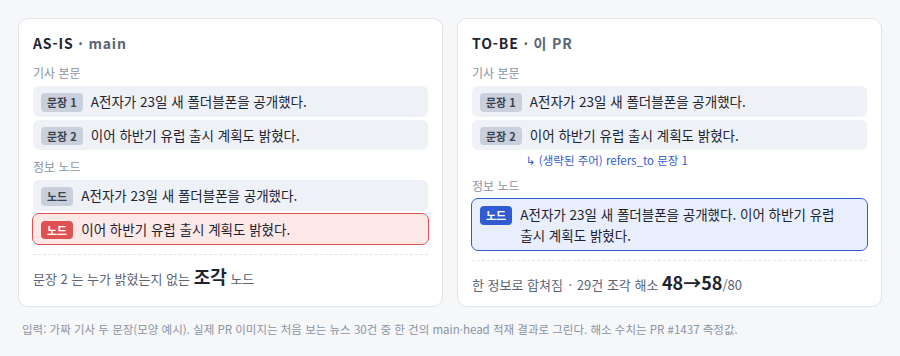 AS-IS · main
기사 본문
문장 1 A전자가 23일 새 폴더블폰을 공개했다.
문장 2 이어 하반기 유럽 출시 계획도 밝혔다.
정보 노드
노드 A전자가 23일 새 폴더블폰을 공개했다.
노드 이어 하반기 유럽 출시 계획도 밝혔다.
문장 2 는 누가 밝혔는지 없는 조각 노드
TO-BE · 이 PR
기사 본문
문장 1 A전자가 23일 새 폴더블폰을 공개했다.
문장 2 이어 하반기 유럽 출시 계획도 밝혔다.
↳ (생략된 주어) refers_to 문장 1
정보 노드
노드 A전자가 23일 새 폴더블폰을 공개했다. 이어 하반기 유럽
출시 계획도 밝혔다.
한 정보로 합쳐짐 · 29건 조각 해소 48→58/80
입력: 가짜 기사 두 문장(모양 예시). 실제 PR 이미지는 처음 보는 뉴스 30건 중 한 건의 main·head 적재 결과로 그린다. 해소 수치는 PR #1437 측정값.